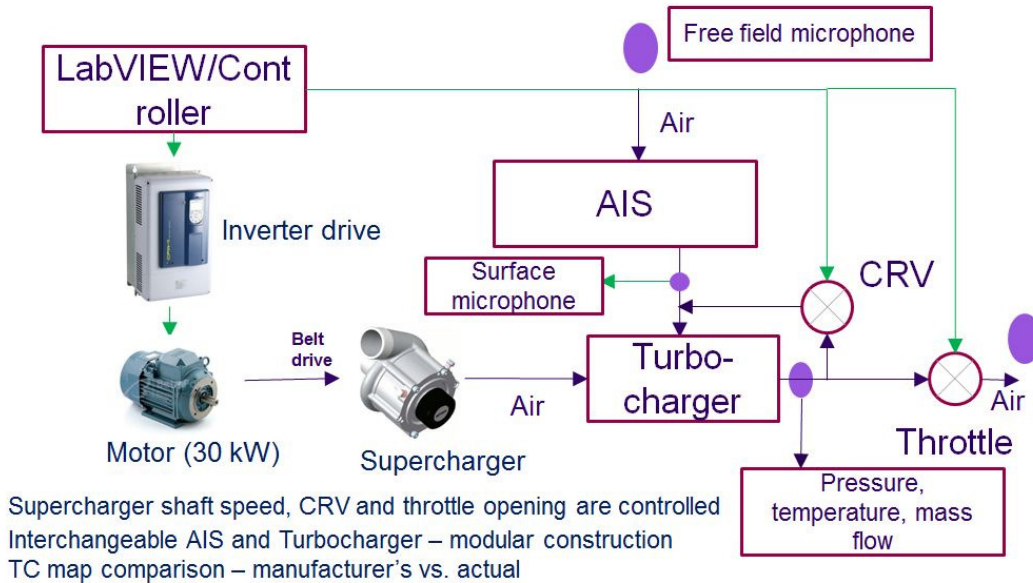 Free field microphone
LabVIEW/Cont
roller
Air
AIS
Inverter drive
Surface
microphone
CRV
Belt
drive
Turbo-
charger
Air
Air
Motor (30 kW)
Supercharger
Throttle
Pressure,
temperature, mass
flow
Supercharger shaft speed, CRV and throttle opening are controlled
Interchangeable AIS and Turbocharger – modular construction
TC map comparison – manufacturer's vs. actual